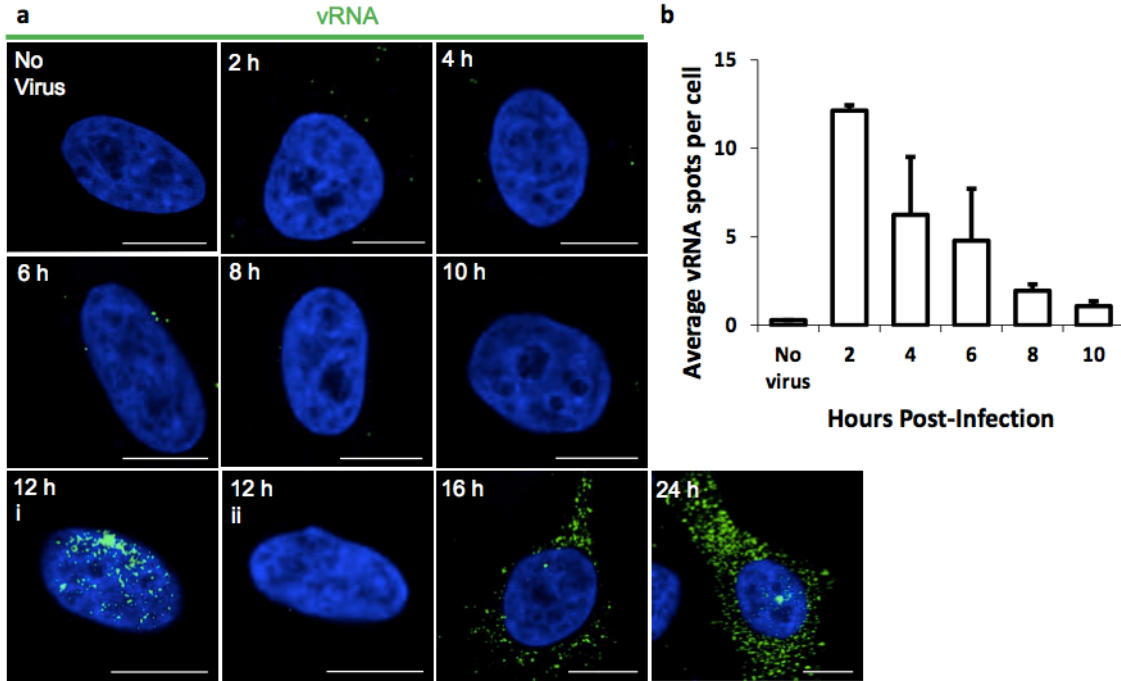 a
vRNA
b
No
Virus
2 h
4 h
6 h
8 h
10 h
12 h
i
12 h
ii
16 h
24 h
Average vRNA spots per cell
15
10
5
0
No
virus
2
4
6
8
10
Hours Post-Infection